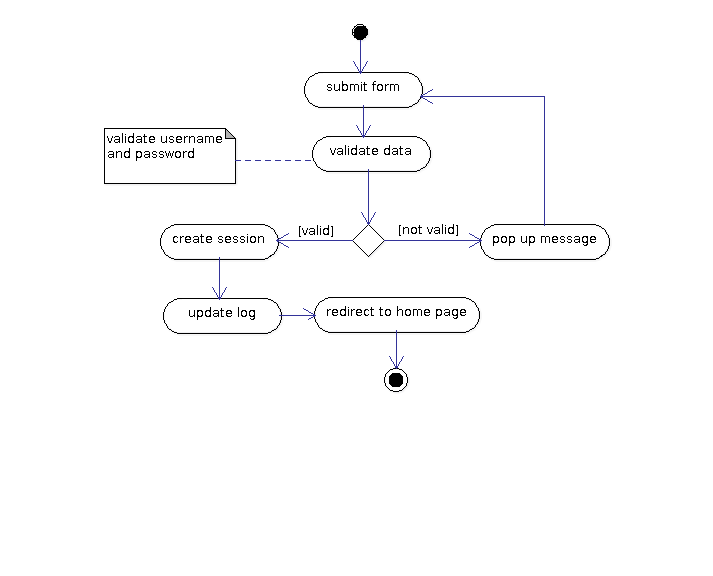 submit form
validate username
and password
validate data
[valid]
[not valid]
create session
pop up message
update log
redirect to home page